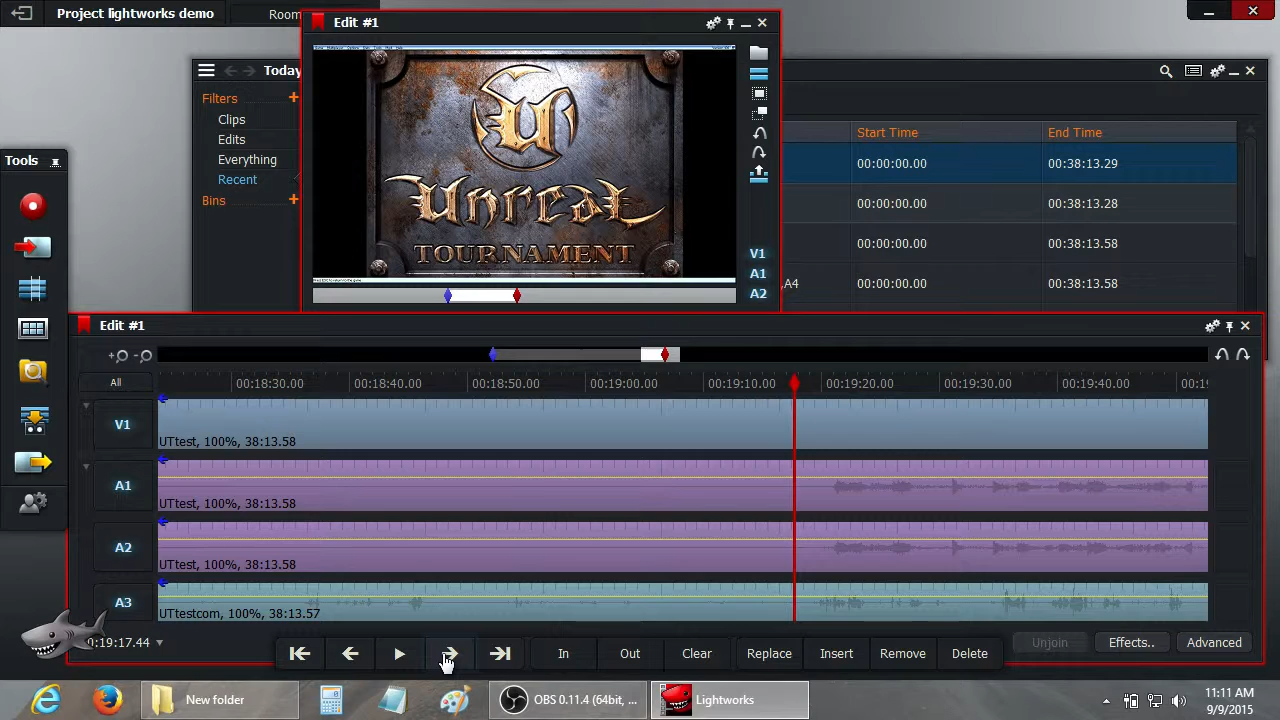 Project lightworks demo
Room
Edit #1
Today
Filters
Clips
Edits
Everything
Recent
Bins
Start Time
End Time
00:00:00.00
00:38:13.29
00:00:00.00
00:38:13.28
00:00:00.00
00:38:13.58
,A4
00:00:00.00
00:38:13.58
Unreal
TOURNAMENT
V1
A1
A2
Tools
Edit #1
All
00:18:30.00
00:18:40.00
00:18:50.00
00:19:00.00
00:19:10.00
00:19:20.00
00:19:30.00
00:19:40.00
00:19:
V1
UTtest, 100%, 38:13.58
A1
UTtest, 100%, 38:13.58
A2
UTtest, 100%, 38:13.58
A3
UTtestcom, 100%, 38:13.57
0:19:17.44
In
Out
Clear
Replace
Insert
Remove
Delete
Unjoin
Effects..
Advanced
New folder
OBS 0.11.4 (64bit, ...
Lightworks
11:11 AM
9/9/2015